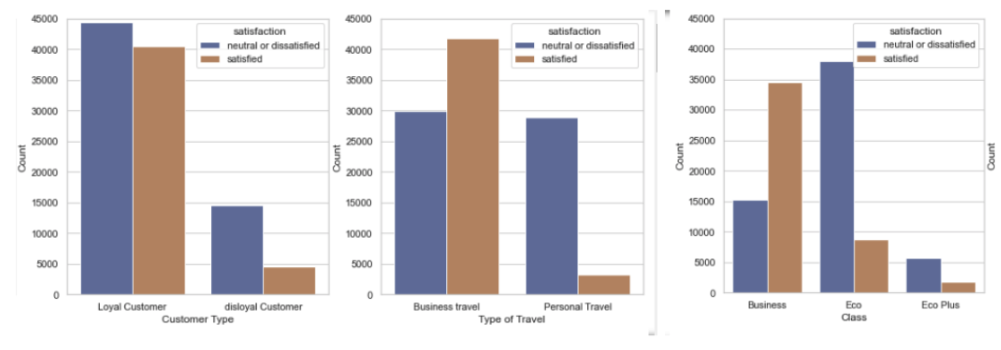 45000
40000
35000
30000
25000
20000
15000
10000
5000
0
Count
satisfaction
neutral or dissatisfied
satisfied
Loyal Customer disloyal Customer
Customer Type
45000
40000
35000
30000
25000
20000
15000
10000
5000
0
Count
satisfaction
neutral or dissatisfied
satisfied
Business travel Personal Travel
Type of Travel
45000
40000
35000
30000
25000
20000
15000
10000
5000
0
Count
satisfaction
neutral or dissatisfied
satisfied
Business Eco Eco Plus
Class
Count